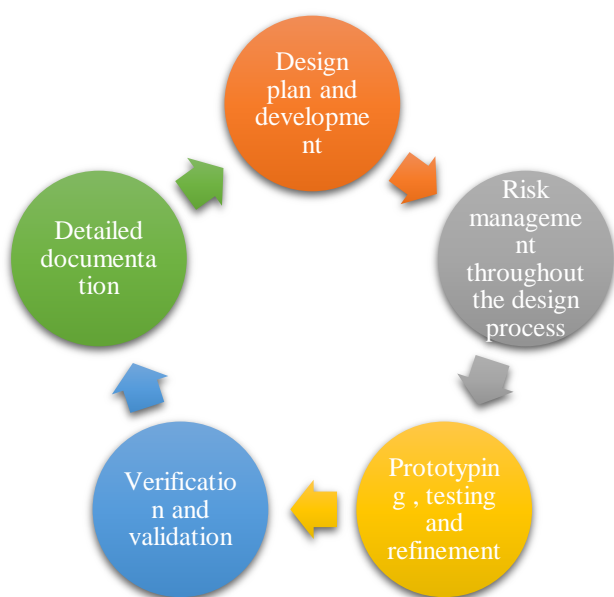 Design
plan and
developme
nt
Risk
manageme
nt
throughout
the design
process
Prototypin
g , testing
and
refinement
Verificatio
n and
validation
Detailed
documenta
tion